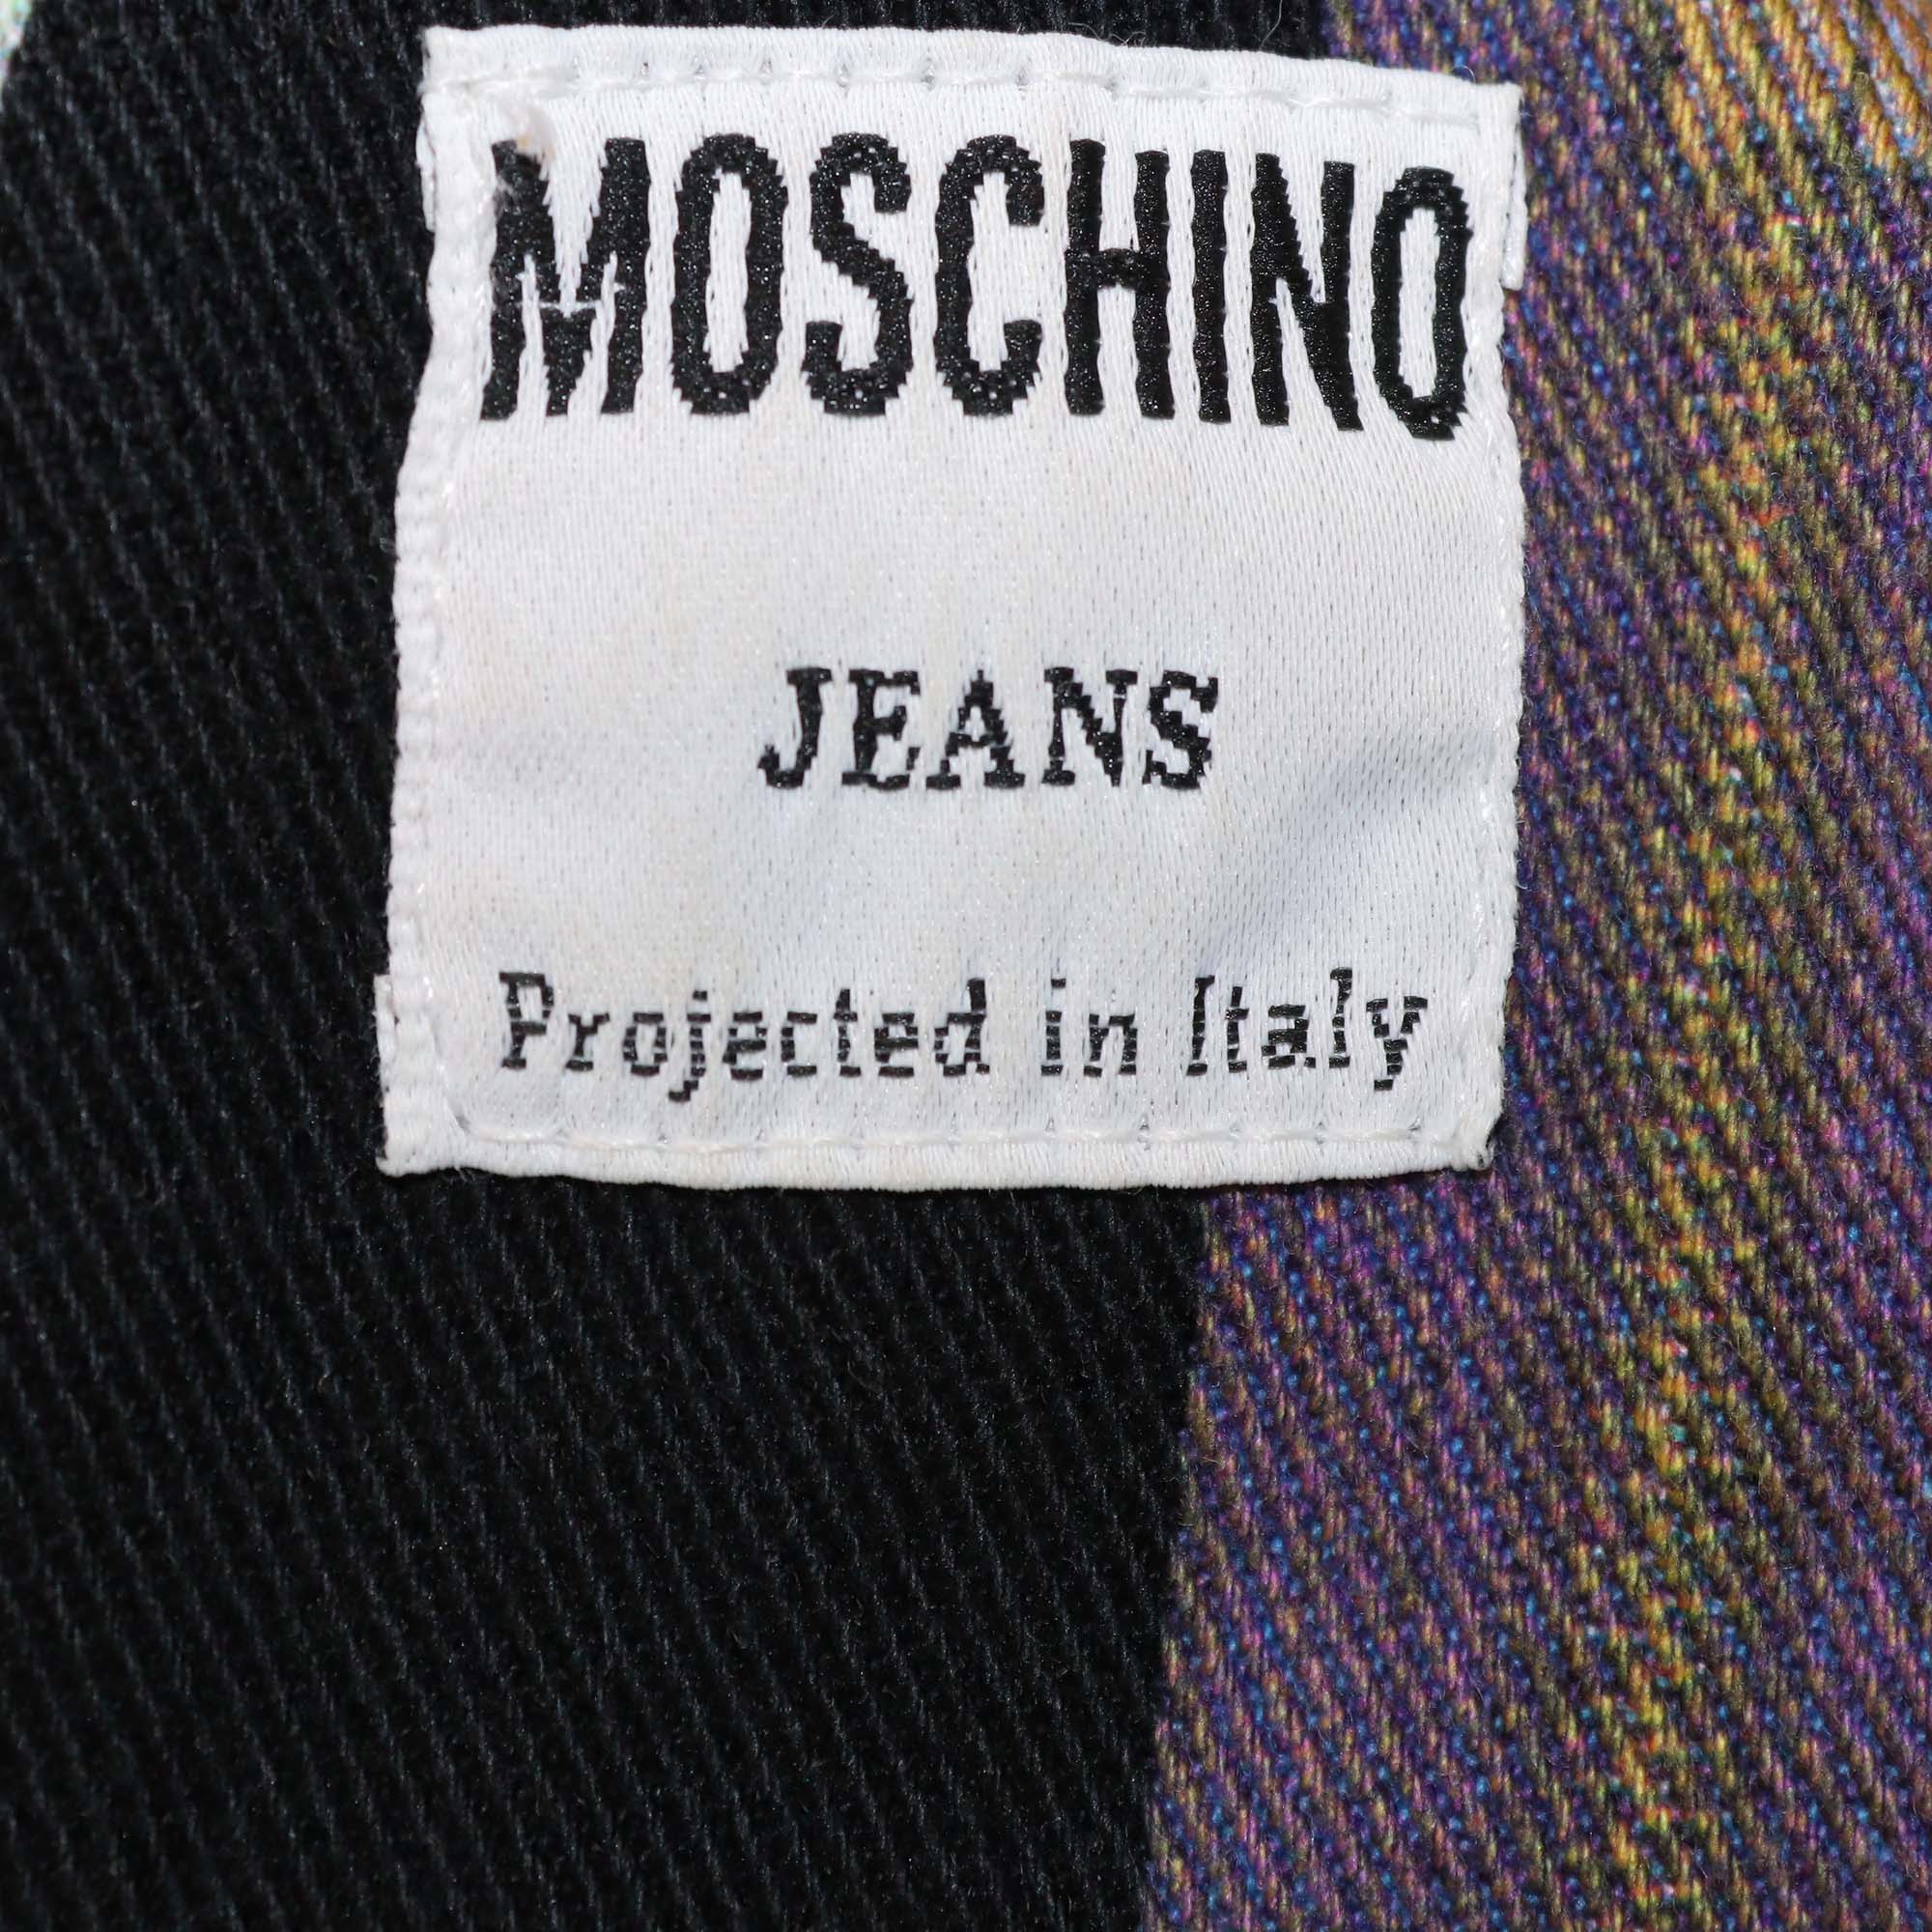 MOSCHINO
JEANS
Projected in Italy